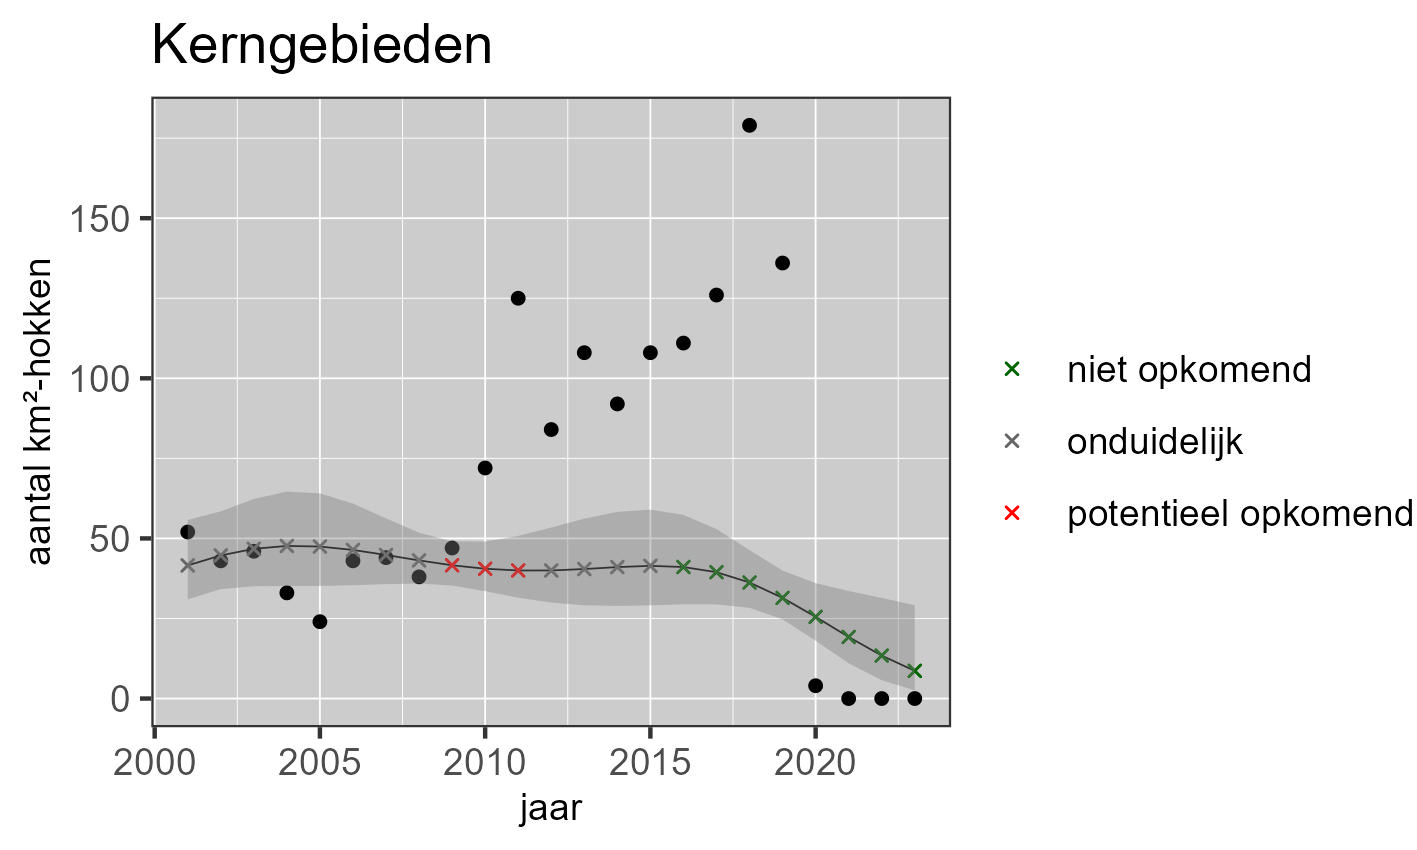 Kerngebieden
aantal km²-hokken
150
100
50
0
2000 2005 2010 2015 2020
jaar
niet opkomend
onduidelijk
potentieel opkomend